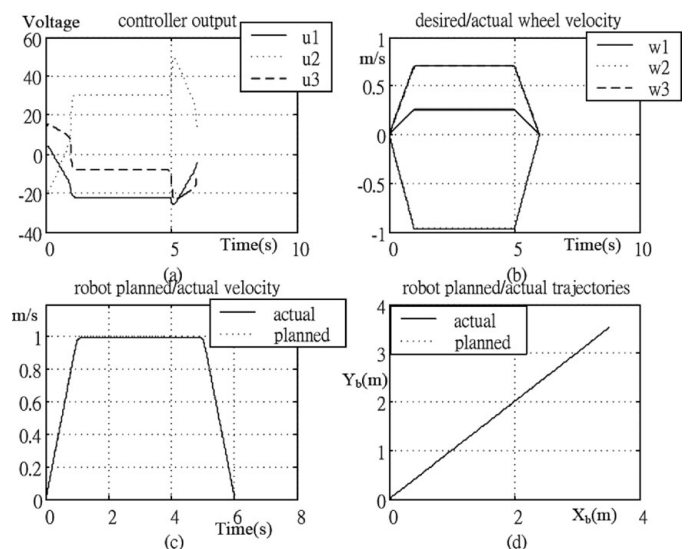 controller output
Voltage
u1
u2
u3
60
40
20
0
-20
-40
0
5
10
Time(s)
(a)
desired/actual wheel velocity
m/s
w1
w2
w3
1
0.5
0
-0.5
-1
0
5
10
Time(s)
(b)
robot planned/actual velocity
m/s
actual
planned
1
0.8
0.6
0.4
0.2
0
0
2
4
6
8
Time(s)
(c)
robot planned/actual trajectories
actual
planned
Y_b(m)
4
3
2
1
0
0
2
4
X_b(m)
(d)